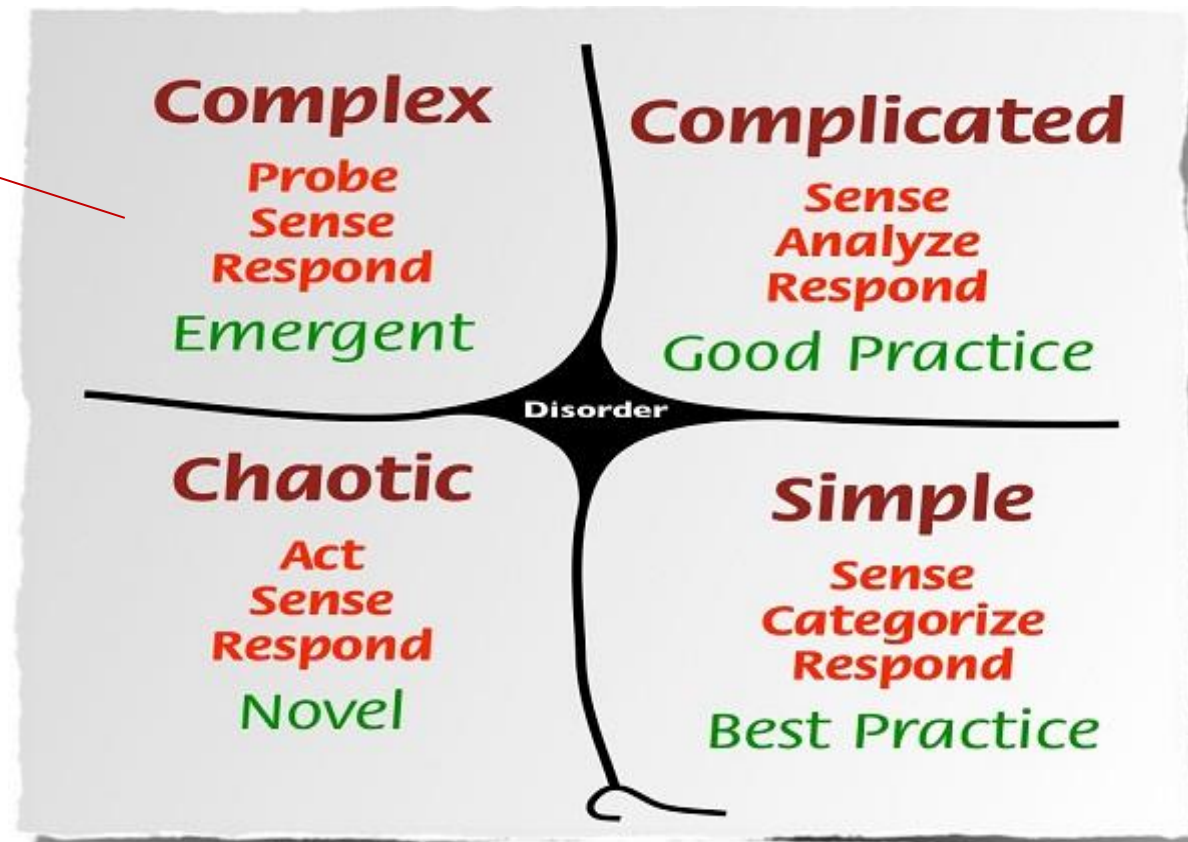 Complex
Probe
Sense
Respond
Emergent
Complicated
Sense
Analyze
Respond
Good Practice
Disorder
Chaotic
Act
Sense
Respond
Novel
Simple
Sense
Categorize
Respond
Best Practice